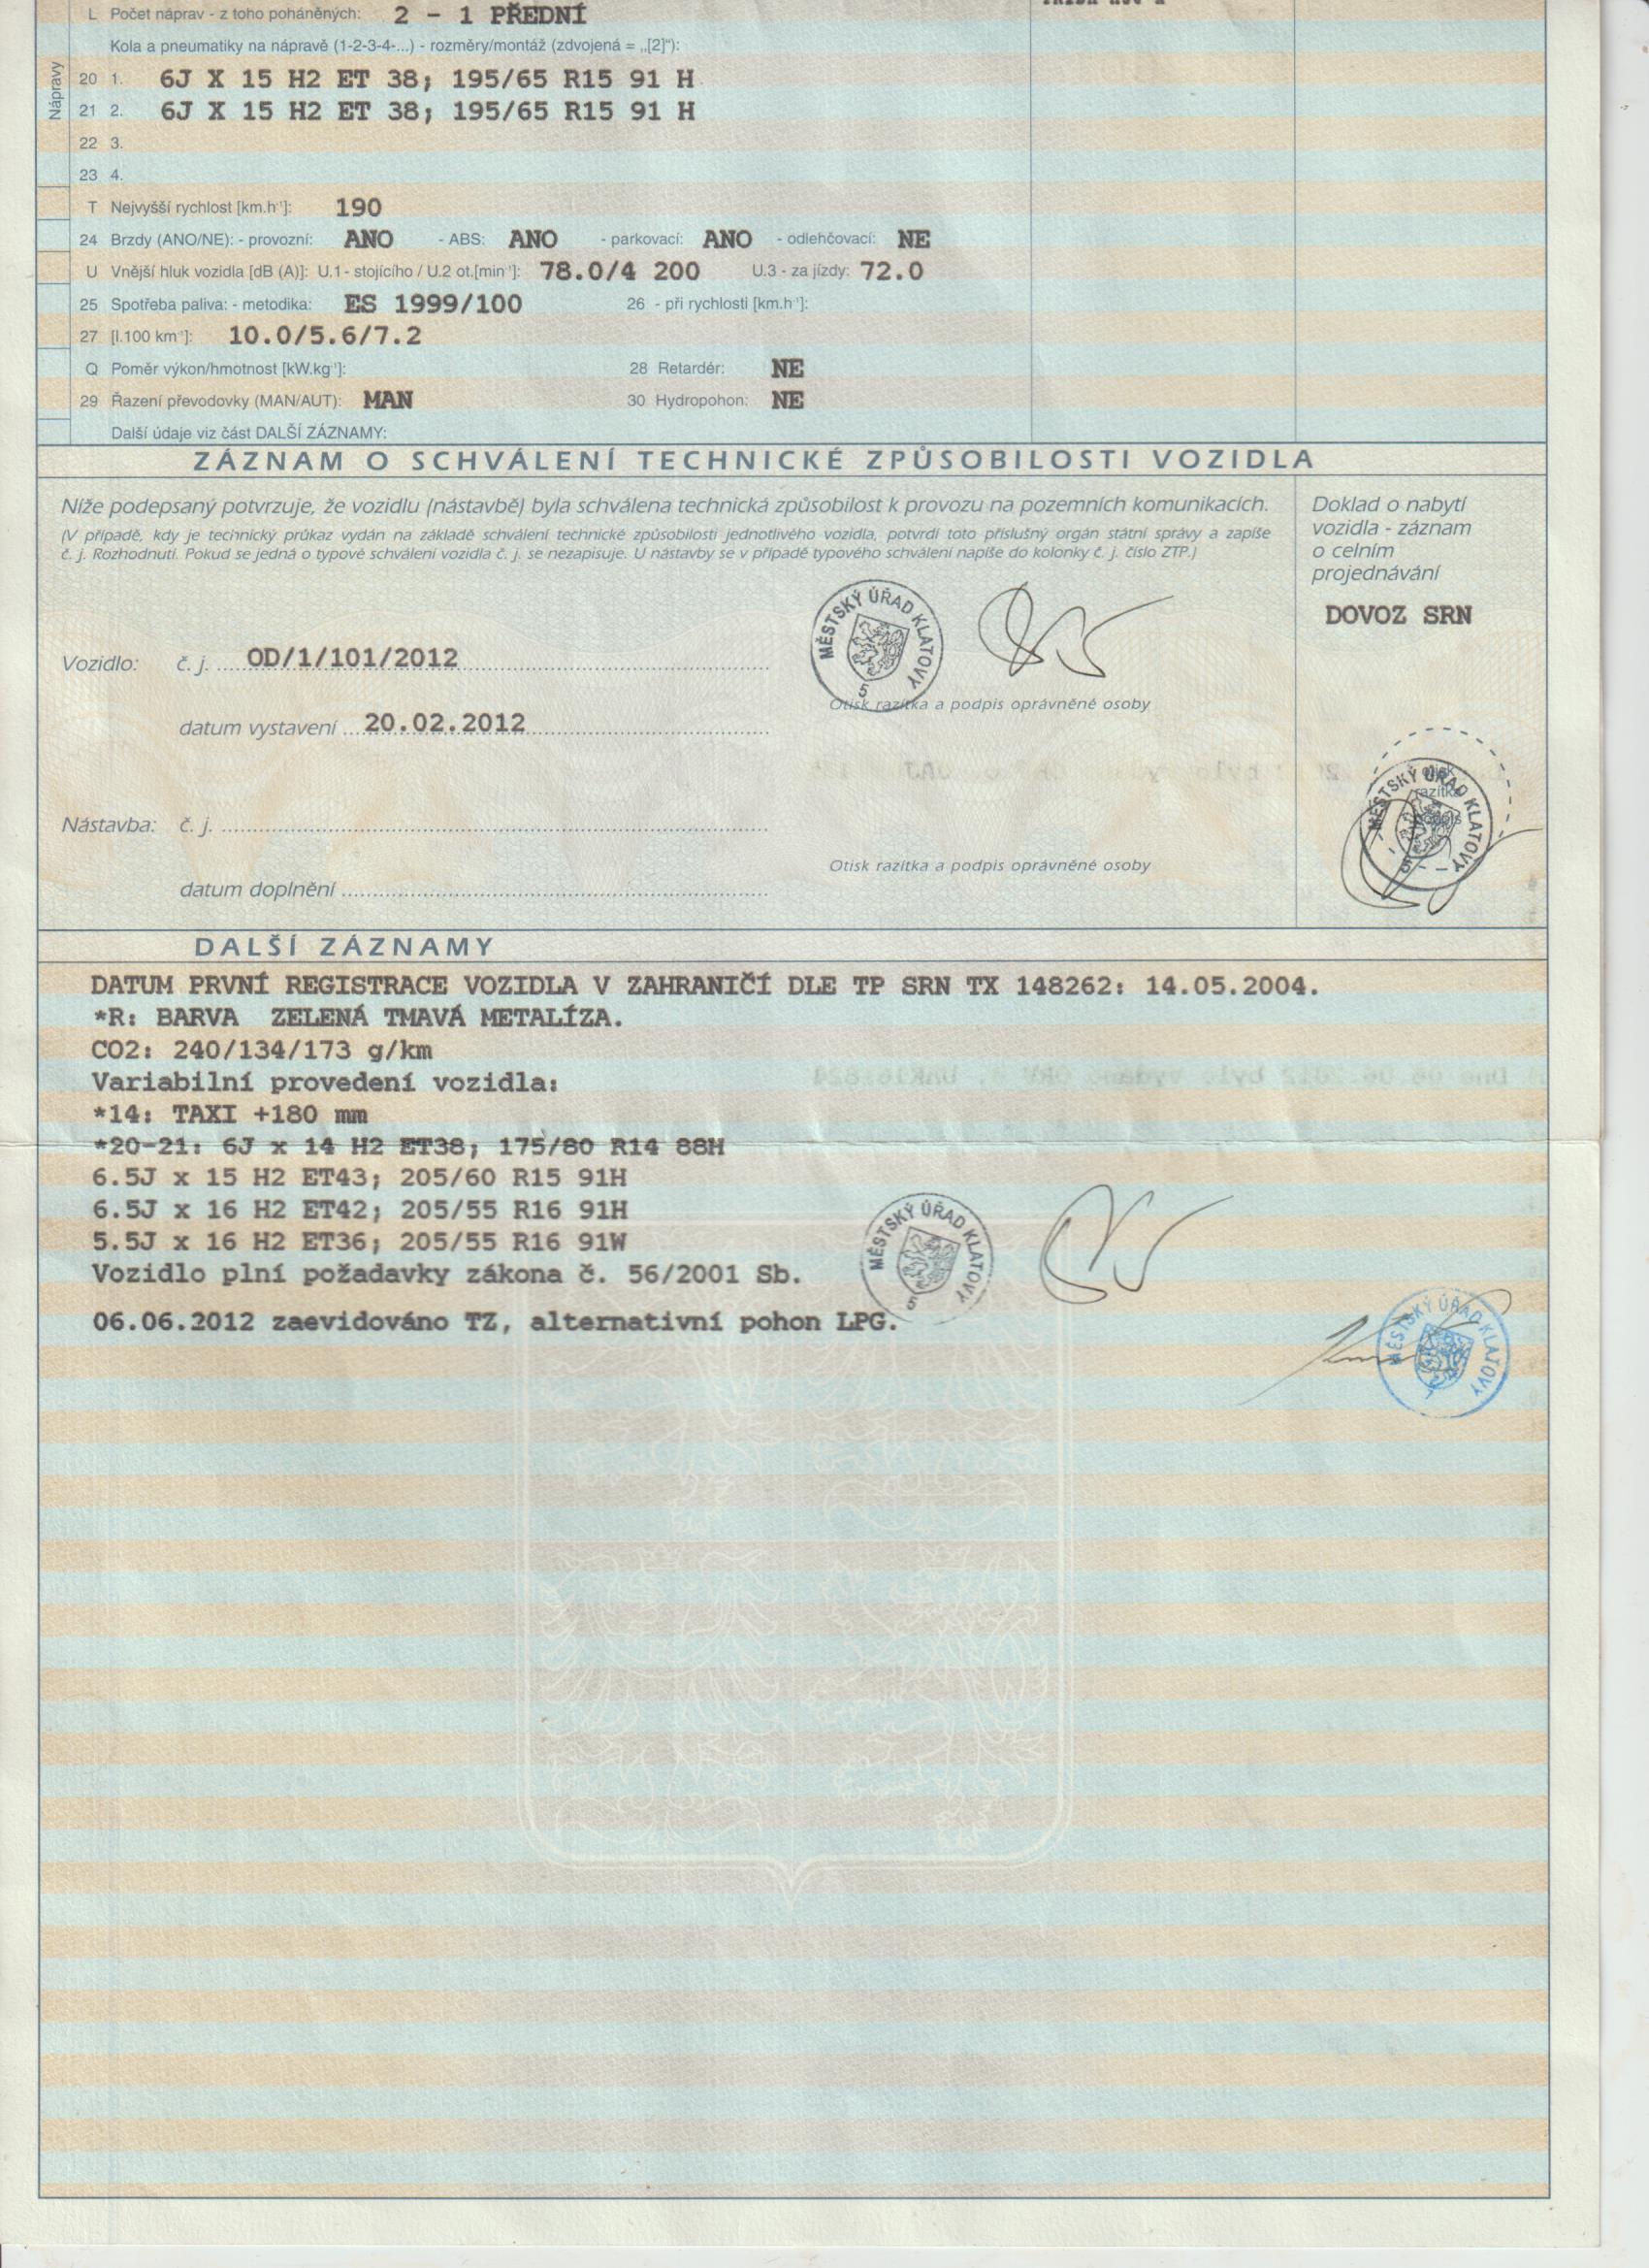 L Počet náprav - z toho poháněných: 2 - 1 PŘEDNÍ
Kola a pneumatiky na nápravě (1-2-3-4-...) - rozměry/montáž (zdvojená = „[2]"):
Nápravy
20 1. 6J X 15 H2 ET 38; 195/65 R15 91 H
21 2. 6J X 15 H2 ET 38; 195/65 R15 91 H
22 3.
23 4.
T Nejvyšší rychlost [km.h⁻¹]: 190
24 Brzdy (ANO/NE): - provozní: ANO - ABS: ANO - parkovací: ANO - odlehčovací: NE
U Vnější hluk vozidla [dB (A)]: U.1 - stojícího / U.2 ot.[min⁻¹]: 78.0/4 200 U.3 - za jízdy: 72.0
25 Spotřeba paliva: - metodika: ES 1999/100 26 - při rychlosti [km.h⁻¹]:
27 [l.100 km⁻¹]: 10.0/5.6/7.2
Q Poměr výkon/hmotnost [kW.kg⁻¹]: 28 Retardér: NE
29 Řazení převodovky (MAN/AUT): MAN 30 Hydropohon: NE
Další údaje viz část DALŠÍ ZÁZNAMY:
ZÁZNAM O SCHVÁLENÍ TECHNICKÉ ZPŮSOBILOSTI VOZIDLA
Níže podepsaný potvrzuje, že vozidlu (nástavbě) byla schválena technická způsobilost k provozu na pozemních komunikacích.
(V případě, kdy je technický průkaz vydán na základě schválení technické způsobilosti jednotlivého vozidla, potvrdí toto příslušný orgán státní správy a zapíše
č. j. Rozhodnutí. Pokud se jedná o typové schválení vozidla č. j. se nezapisuje. U nástavby se v případě typového schválení napíše do kolonky č. j. číslo ZTP.)
Doklad o nabytí
vozidla - záznam
o celním
projednávání
DOVOZ SRN
MĚSTSKÝ ÚŘAD KLATOVY
5
Vozidlo: č. j. OD/1/101/2012
Otisk razítka a podpis oprávněné osoby
datum vystavení 20.02.2012
otisk
razítka
podpis
MĚSTSKÝ ÚŘAD KLATOVY
5
Nástavba: č. j.
Otisk razítka a podpis oprávněné osoby
datum doplnění
DALŠÍ ZÁZNAMY
DATUM PRVNÍ REGISTRACE VOZIDLA V ZAHRANIČÍ DLE TP SRN TX 148262: 14.05.2004.
*R: BARVA ZELENÁ TMAVÁ METALÍZA.
CO2: 240/134/173 g/km
Variabilní provedení vozidla:
*14: TAXI +180 mm
*20-21: 6J x 14 H2 ET38; 175/80 R14 88H
6.5J x 15 H2 ET43; 205/60 R15 91H
6.5J x 16 H2 ET42; 205/55 R16 91H
5.5J x 16 H2 ET36; 205/55 R16 91W
Vozidlo plní požadavky zákona č. 56/2001 Sb.
MĚSTSKÝ ÚŘAD KLATOVY
5
06.06.2012 zaevidováno TZ, alternativní pohon LPG.
MĚSTSKÝ ÚŘAD KLATOVY